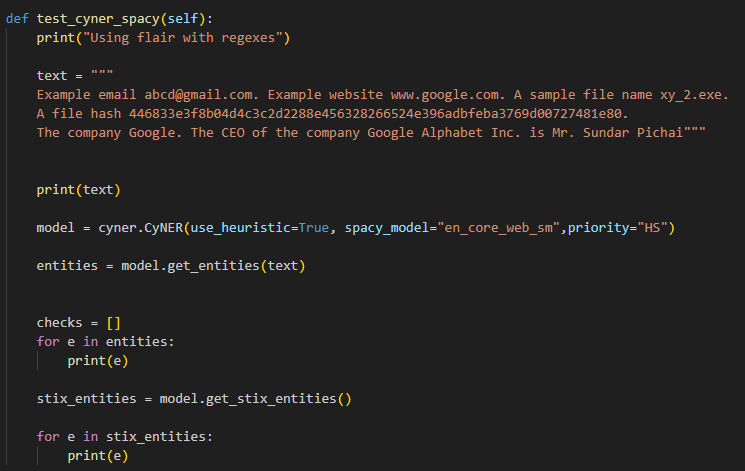 def test_cyner_spacy(self):
print("Using flair with regexes")
text = """
Example email abcd@gmail.com. Example website www.google.com. A sample file name xy_2.exe.
A file hash 446833e3f8b04d4c3c2d2288e456328266524e396adbfeba3769d00727481e80.
The company Google. The CEO of the company Google Alphabet Inc. is Mr. Sundar Pichai"""
print(text)
model = cyner.CyNER(use_heuristic=True, spacy_model="en_core_web_sm",priority="HS")
entities = model.get_entities(text)
checks = []
for e in entities:
print(e)
stix_entities = model.get_stix_entities()
for e in stix_entities:
print(e)